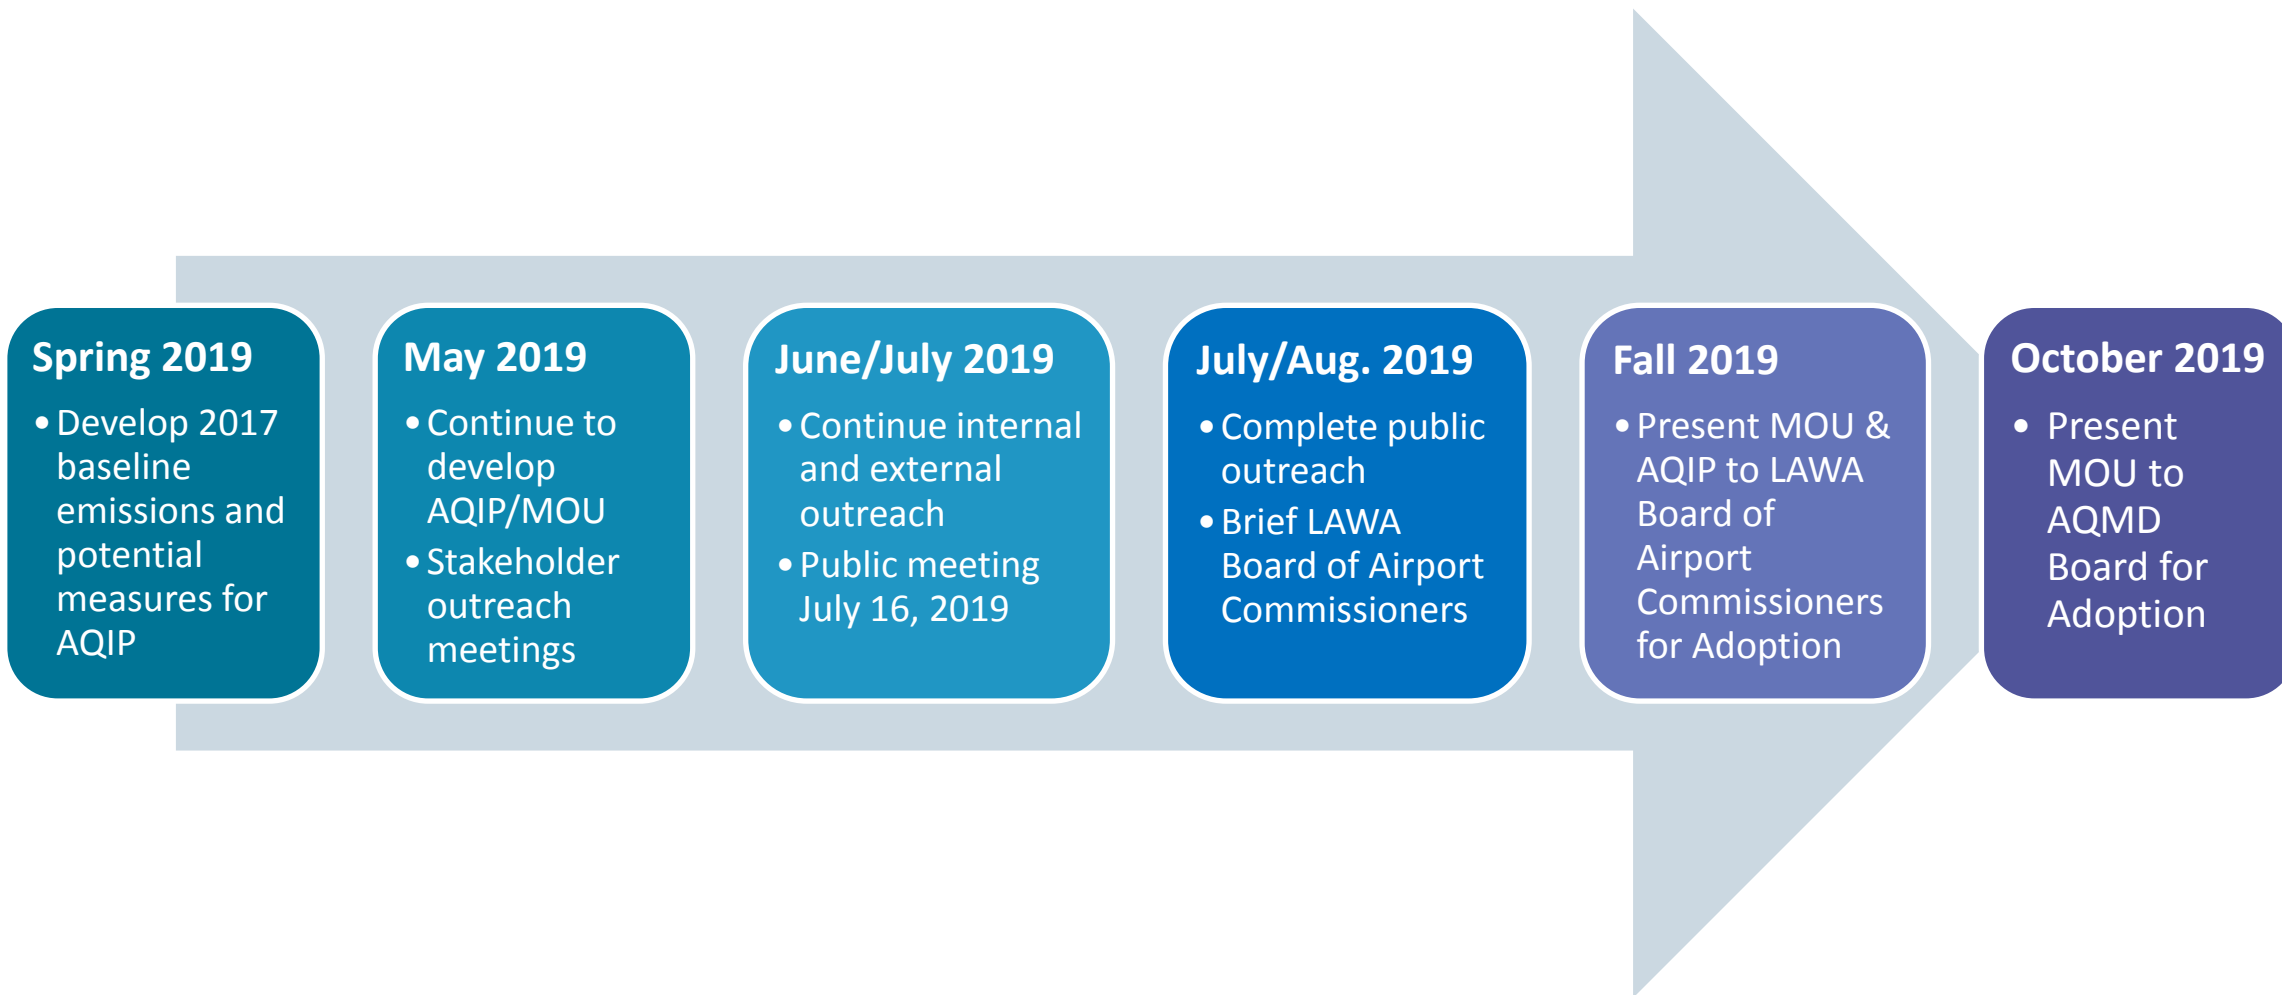 Spring 2019
• Develop 2017
baseline
emissions and
potential
measures for
AQIP
May 2019
• Continue to
develop
AQIP/MOU
• Stakeholder
outreach
meetings
June/July 2019
• Continue internal
and external
outreach
• Public meeting
July 16, 2019
July/Aug. 2019
• Complete public
outreach
• Brief LAWA
Board of Airport
Commissioners
Fall 2019
• Present MOU &
AQIP to LAWA
Board of
Airport
Commissioners
for Adoption
October 2019
• Present
MOU to
AQMD
Board for
Adoption